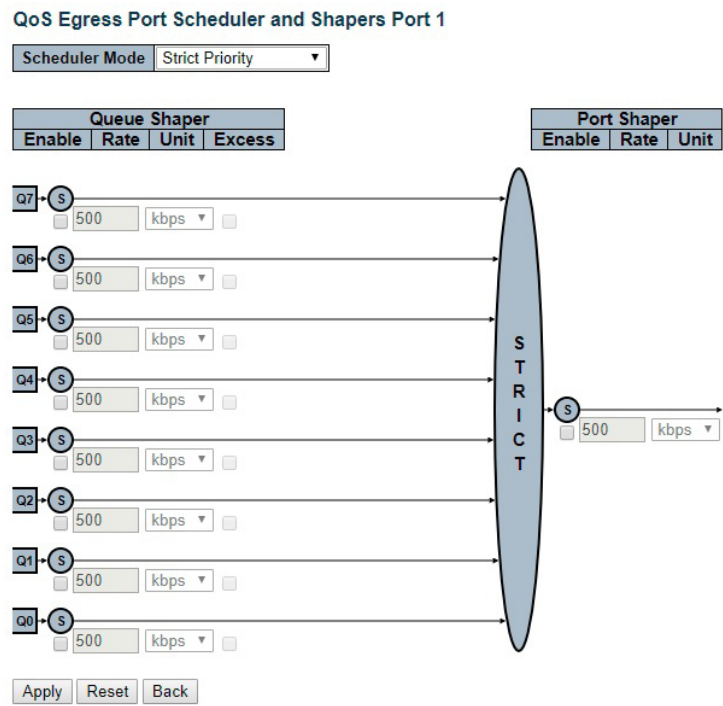 QoS Egress Port Scheduler and Shapers Port 1
Scheduler Mode Strict Priority
Queue Shaper Port Shaper
Enable Rate Unit Excess Enable Rate Unit
Q7 S
500 kbps
Q6 S
500 kbps
Q5 S
500 kbps
Q4 S
500 kbps
Q3 S
500 kbps
Q2 S
500 kbps
Q1 S
500 kbps
Q0 S
500 kbps
S
T
R
I
C
T
S
500 kbps
Apply Reset Back